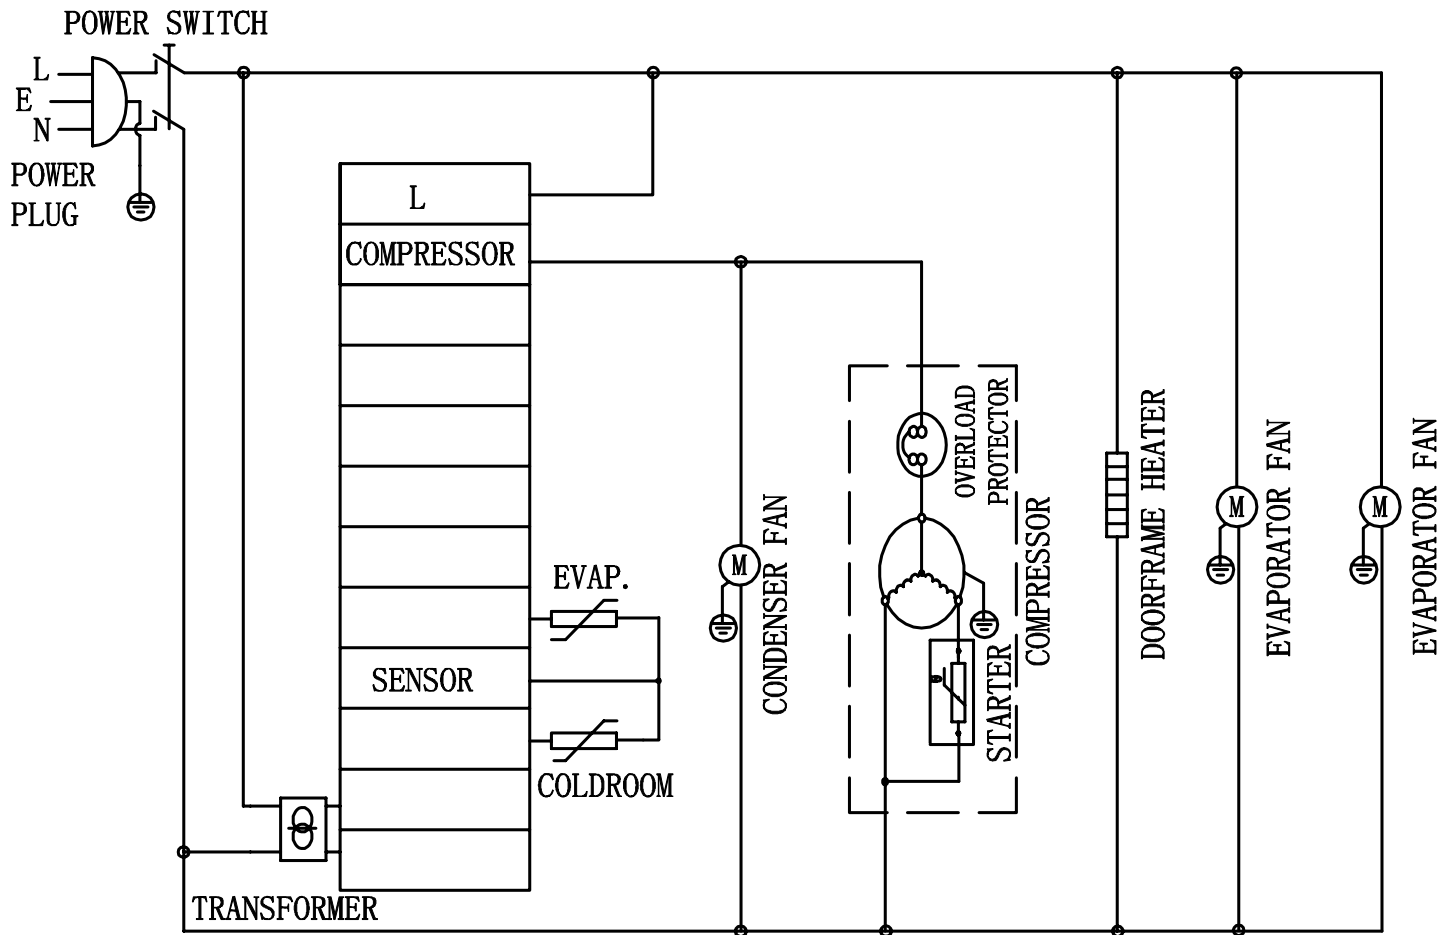 POWER SWITCH
L
E
N
POWER
PLUG
L
COMPRESSOR
EVAP.
SENSOR
COLDROOM
TRANSFORMER
M
CONDENSER FAN
OVERLOAD
PROTECTOR
COMPRESSOR
STARTER
DOORFRAME HEATER
M
EVAPORATOR FAN
M
EVAPORATOR FAN